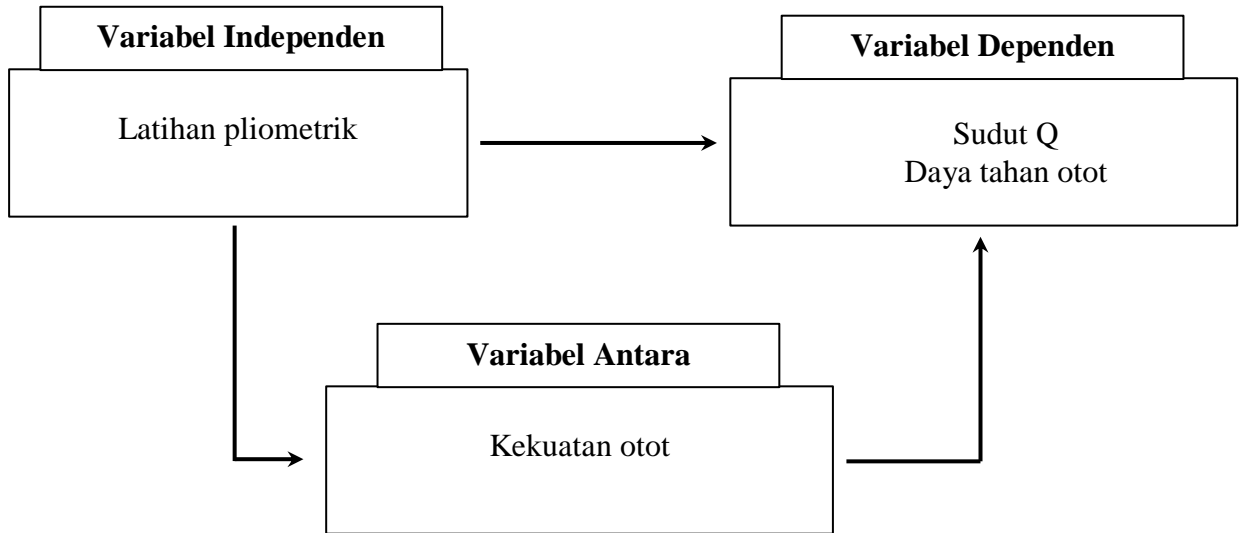 Variabel Independen
Latihan pliometrik
Variabel Dependen
Sudut Q
Daya tahan otot
Variabel Antara
Kekuatan otot